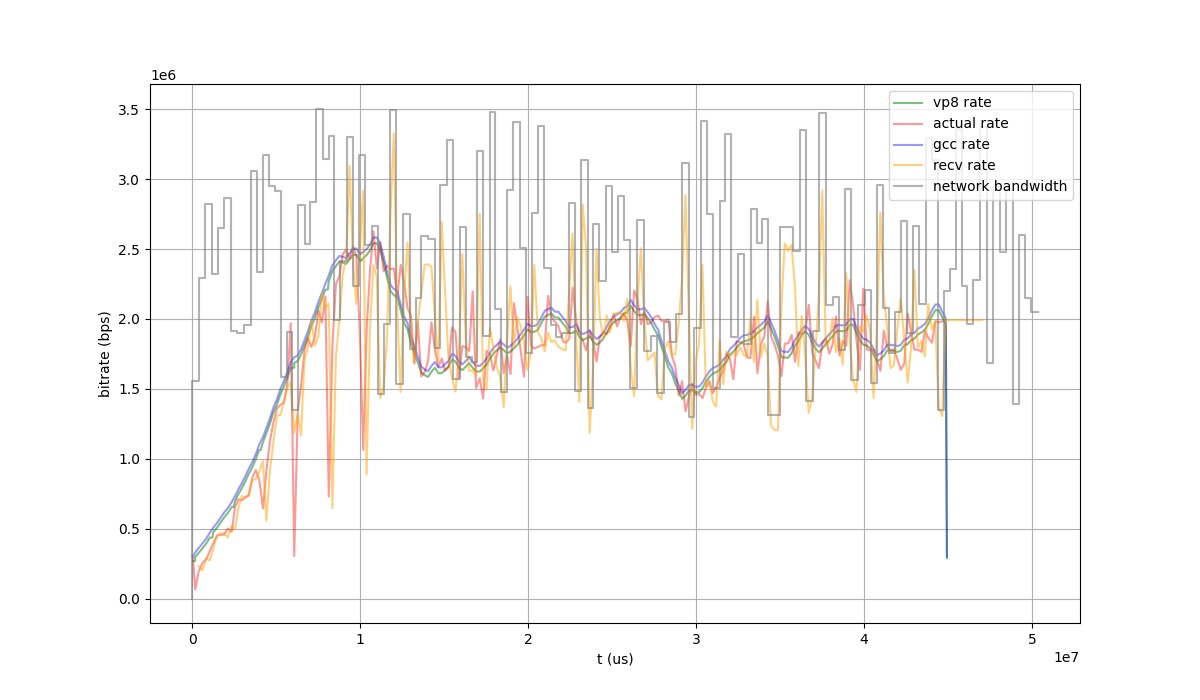 1e6
3.5
3.0
2.5
2.0
1.5
1.0
0.5
0.0
bitrate (bps)
vp8 rate
actual rate
gcc rate
recv rate
network bandwidth
0 1 2 3 4 5
t (us)
1e7